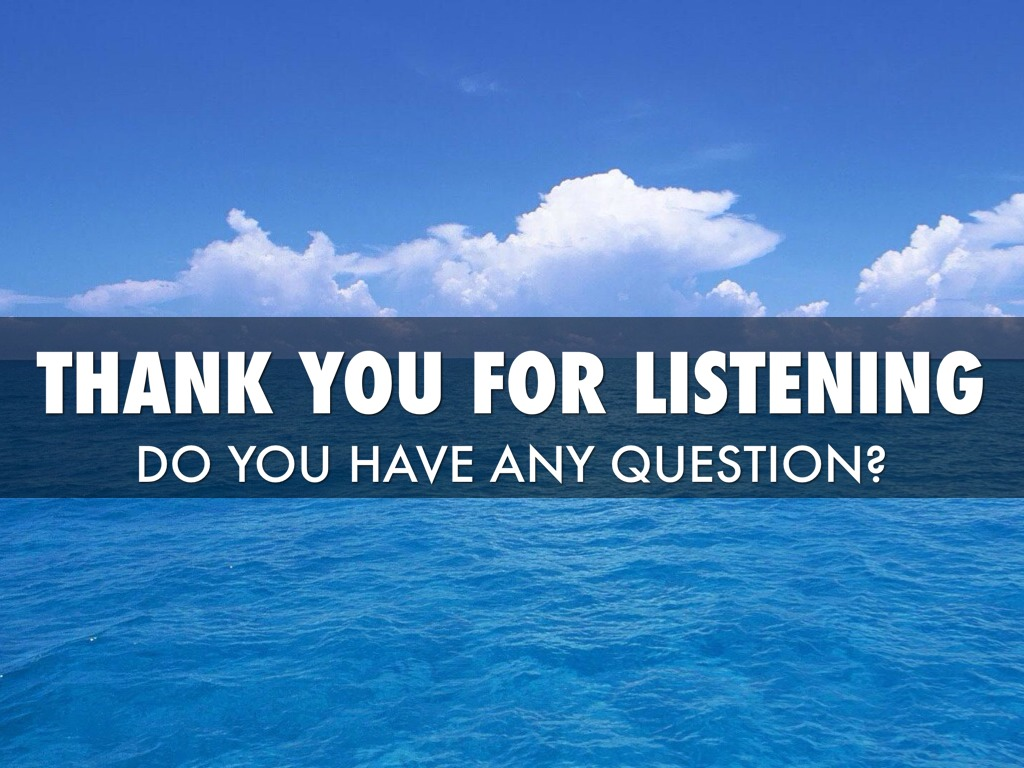 THANK YOU FOR LISTENING
DO YOU HAVE ANY QUESTION?